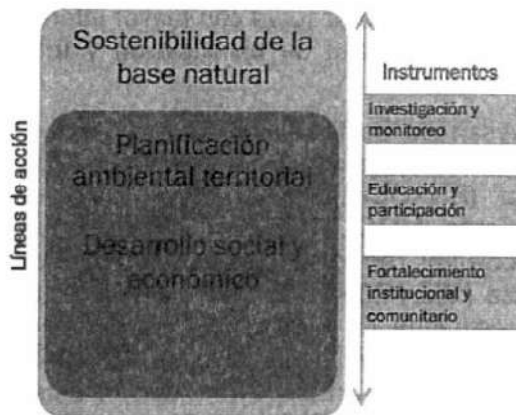 Sostenibilidad de la
base natural
Planificación
ambiental territorial
Desarrollo social y
económico
Líneas de acción
Instrumentos
Investigación y
monitoreo
Educación y
participación
Fortalecimiento
institucional y
comunitario